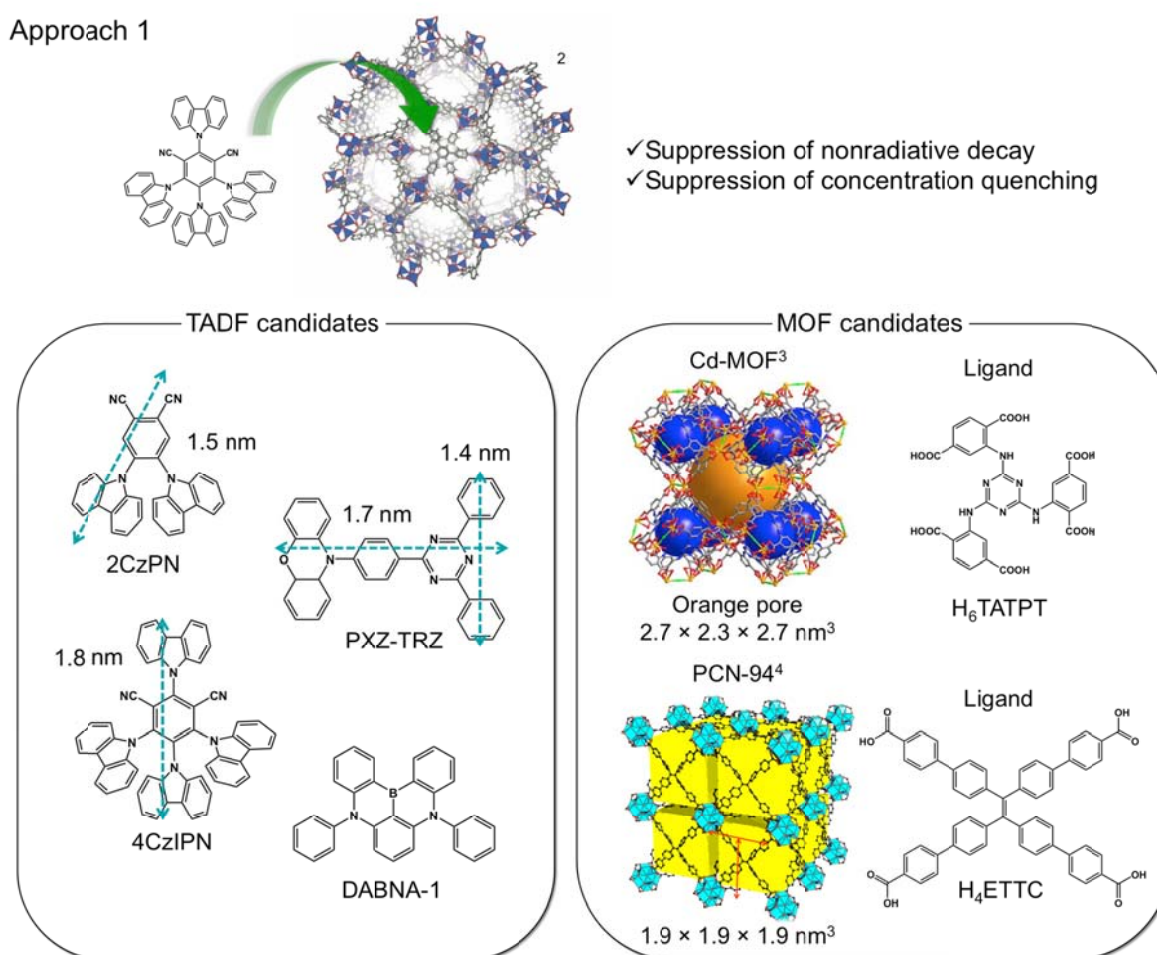 Approach 1
2
CN
CN
N
N
N
N
✓Suppression of nonradiative decay
✓Suppression of concentration quenching
TADF candidates
NC
CN
N
N
1.5 nm
2CzPN
1.4 nm
1.7 nm
O
N
N
N
N
PXZ-TRZ
1.8 nm
N
NC
CN
N
N
N
4CzIPN
B
N
N
DABNA-1
MOF candidates
Cd-MOF³
Orange pore
2.7 × 2.3 × 2.7 nm³
Ligand
COOH
HOOC
NH
COOH
N
N
N
NH
N
H
HOOC
COOH
COOH
H₆TATPT
PCN-94⁴
1.9 × 1.9 × 1.9 nm³
Ligand
O
OH
HO
O
O
OH
O
OH
H₄ETTC